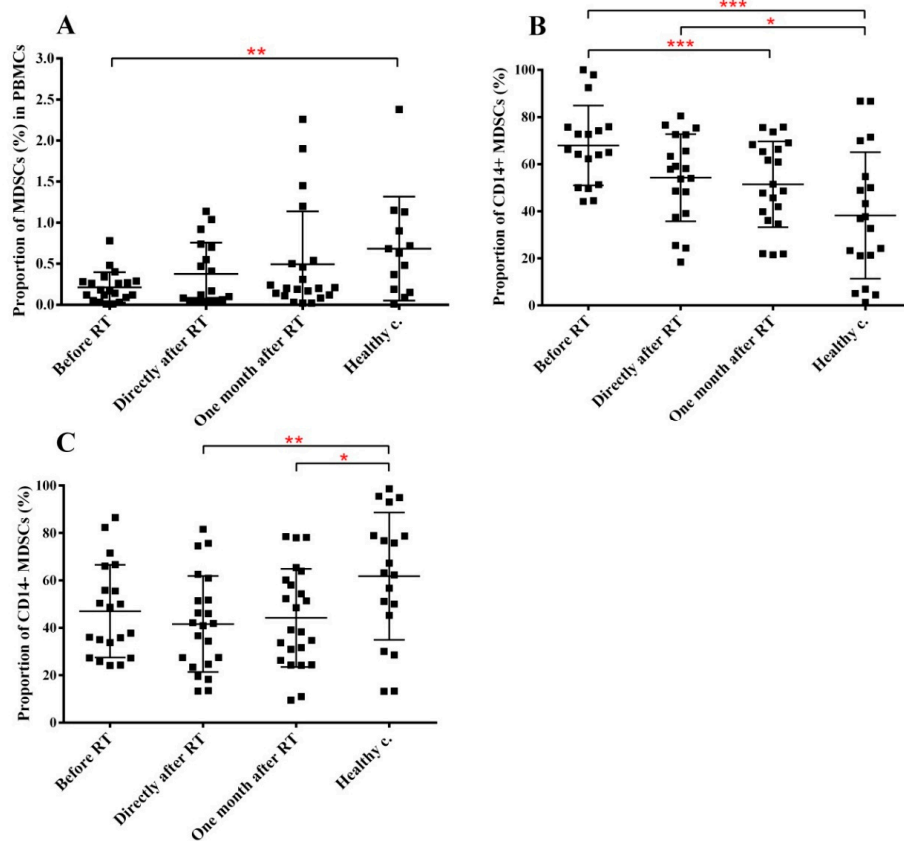 A
**
Proportion of MDSCs (%) in PBMCs
3.0
2.5
2.0
1.5
1.0
0.5
0.0
Before RT
Directly after RT
One month after RT
Healthy c.
B
***
*
***
Proportion of CD14+ MDSCs (%)
100
80
60
40
20
0
Before RT
Directly after RT
One month after RT
Healthy c.
C
**
*
Proportion of CD14- MDSCs (%)
100
80
60
40
20
0
Before RT
Directly after RT
One month after RT
Healthy c.